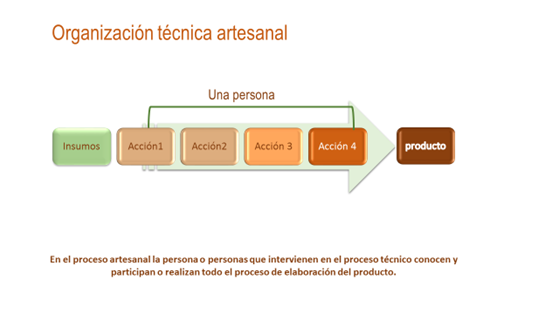 Organización técnica artesanal
Una persona
Insumos
Acción1
Acción2
Acción 3
Acción 4
producto
En el proceso artesanal la persona o personas que intervienen en el proceso técnico conocen y
participan o realizan todo el proceso de elaboración del producto.